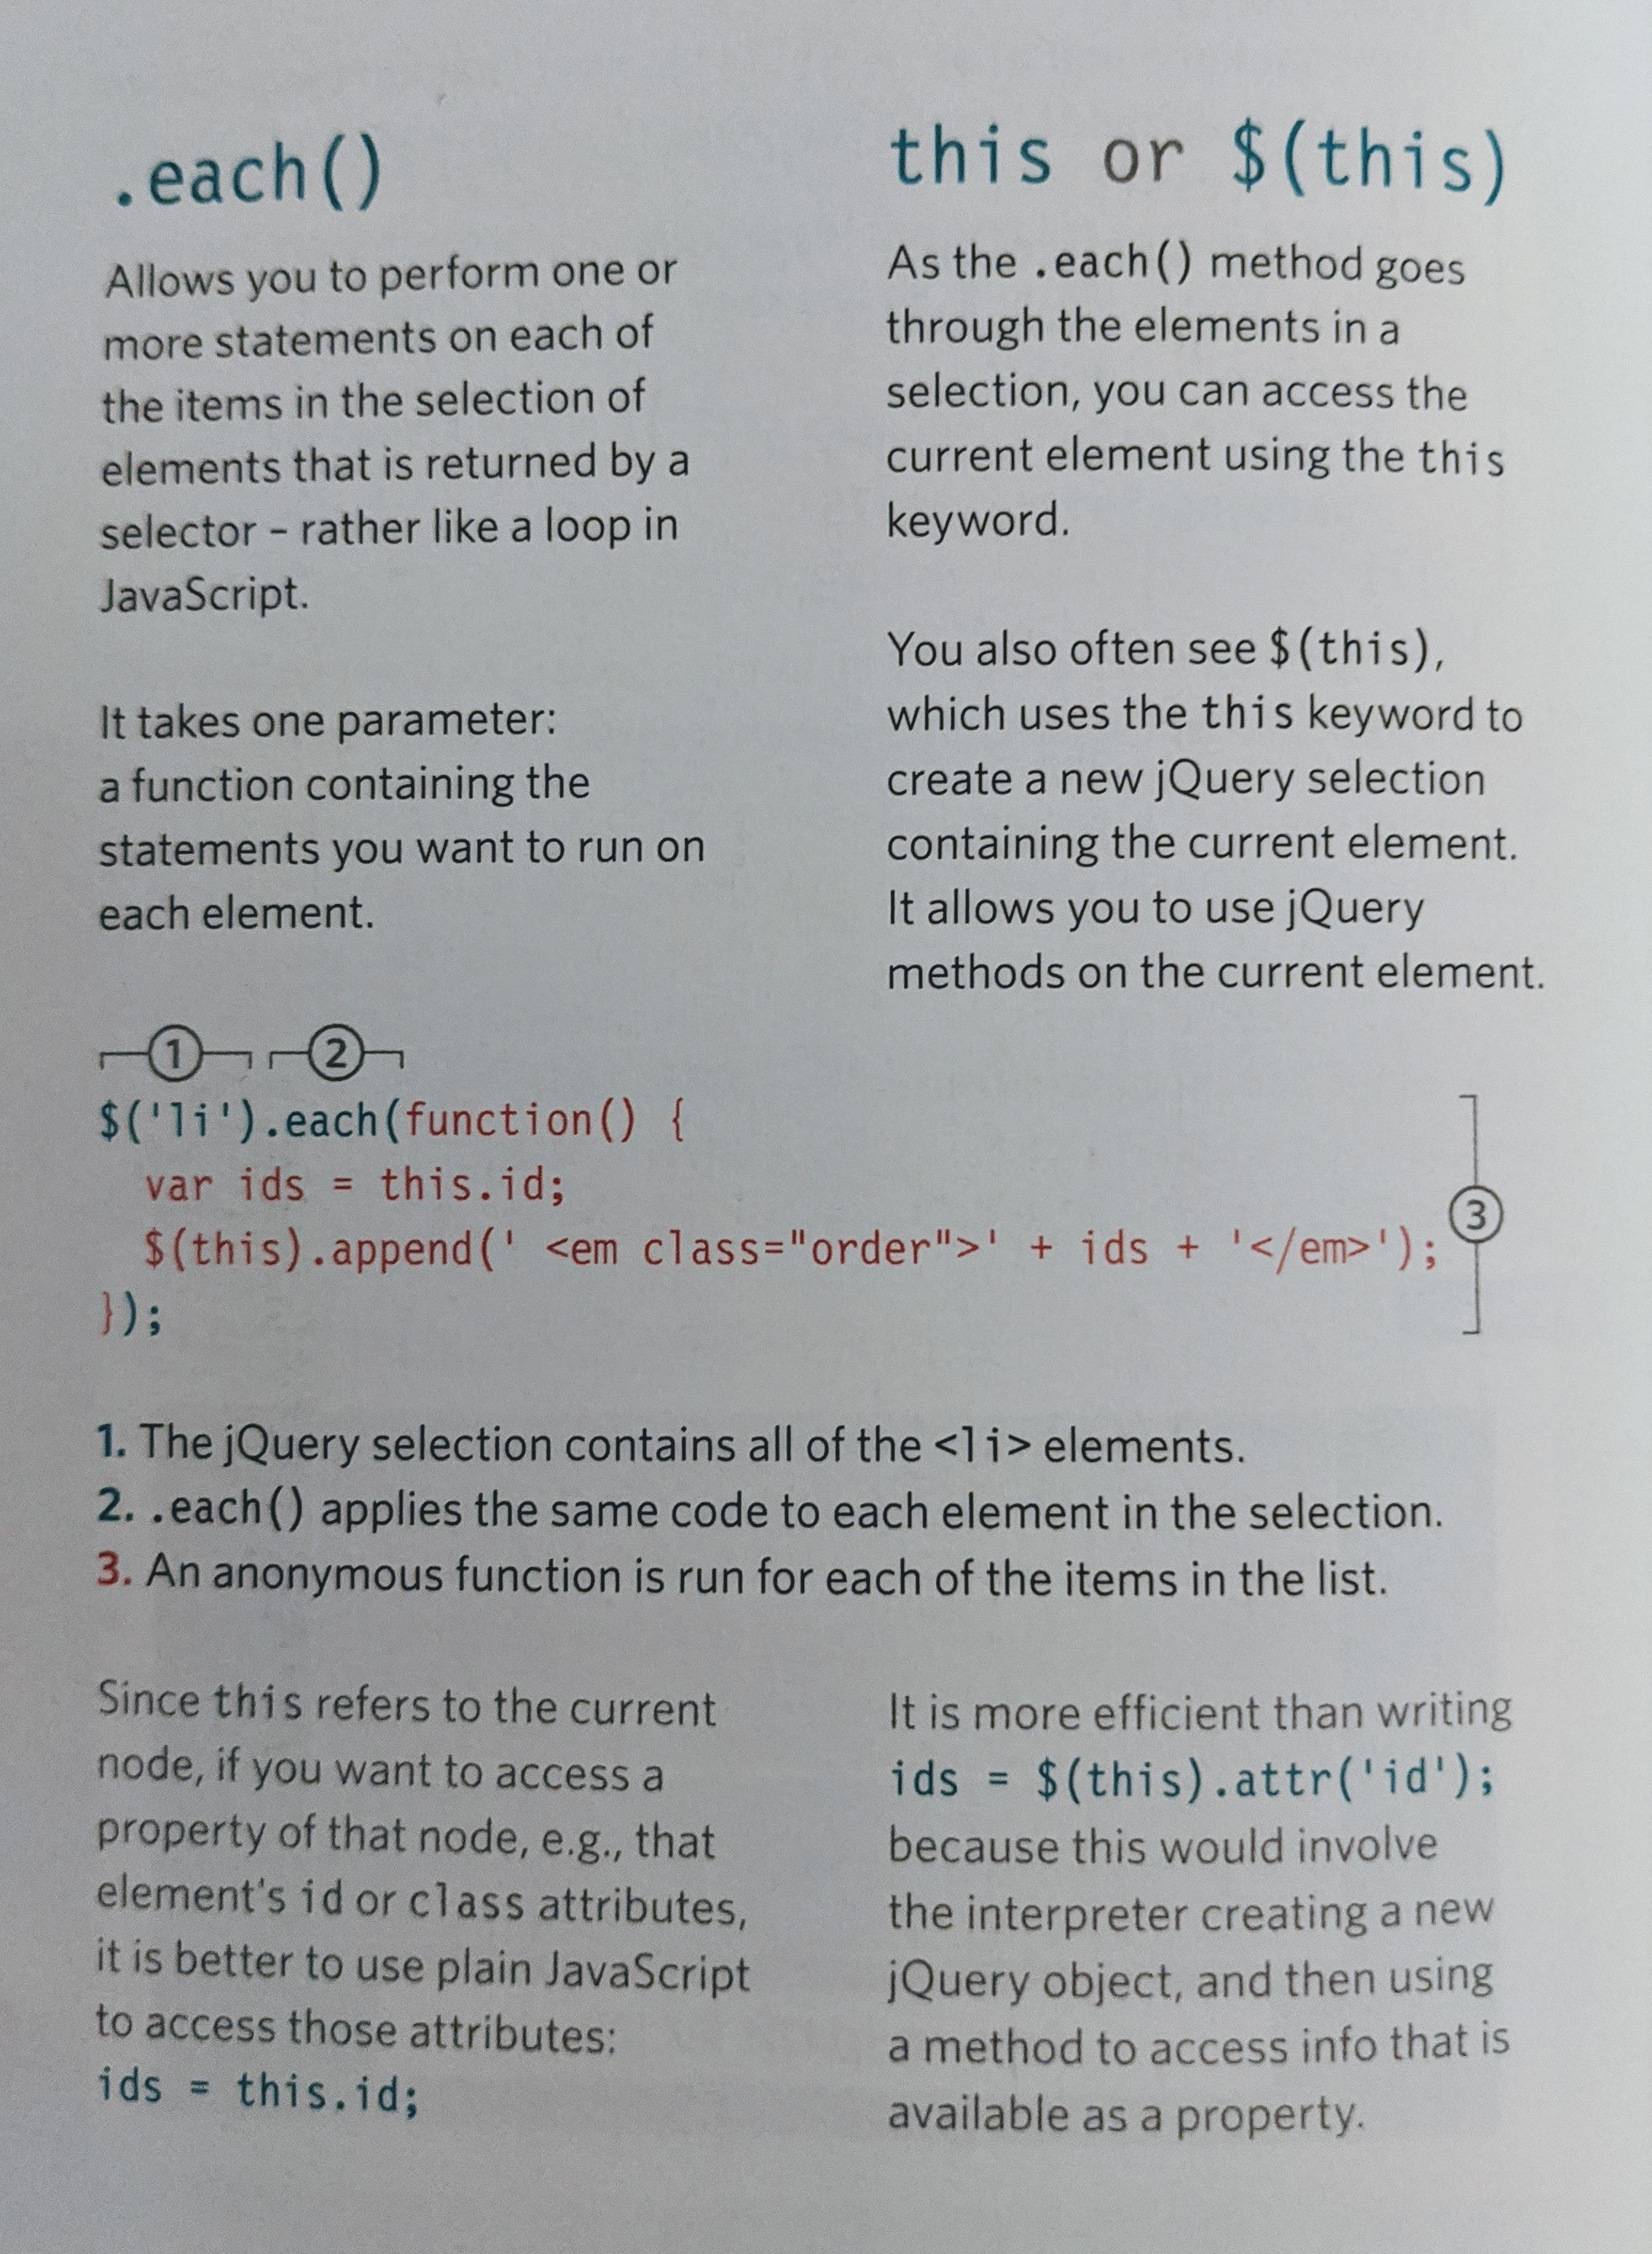 .each()
Allows you to perform one or
more statements on each of
the items in the selection of
elements that is returned by a
selector – rather like a loop in
JavaScript.
It takes one parameter:
a function containing the
statements you want to run on
each element.
this or $(this)
As the .each() method goes
through the elements in a
selection, you can access the
current element using the this
keyword.
You also often see $(this),
which uses the this keyword to
create a new jQuery selection
containing the current element.
It allows you to use jQuery
methods on the current element.
1 2
$('li').each(function() {
var ids = this.id;
3
$(this).append(' <em class="order">' + ids + '</em>');
});
1. The jQuery selection contains all of the <li> elements.
2. .each() applies the same code to each element in the selection.
3. An anonymous function is run for each of the items in the list.
Since this refers to the current
node, if you want to access a
property of that node, e.g., that
element's id or class attributes,
it is better to use plain JavaScript
to access those attributes:
ids = this.id;
It is more efficient than writing
ids = $(this).attr('id');
because this would involve
the interpreter creating a new
jQuery object, and then using
a method to access info that is
available as a property.